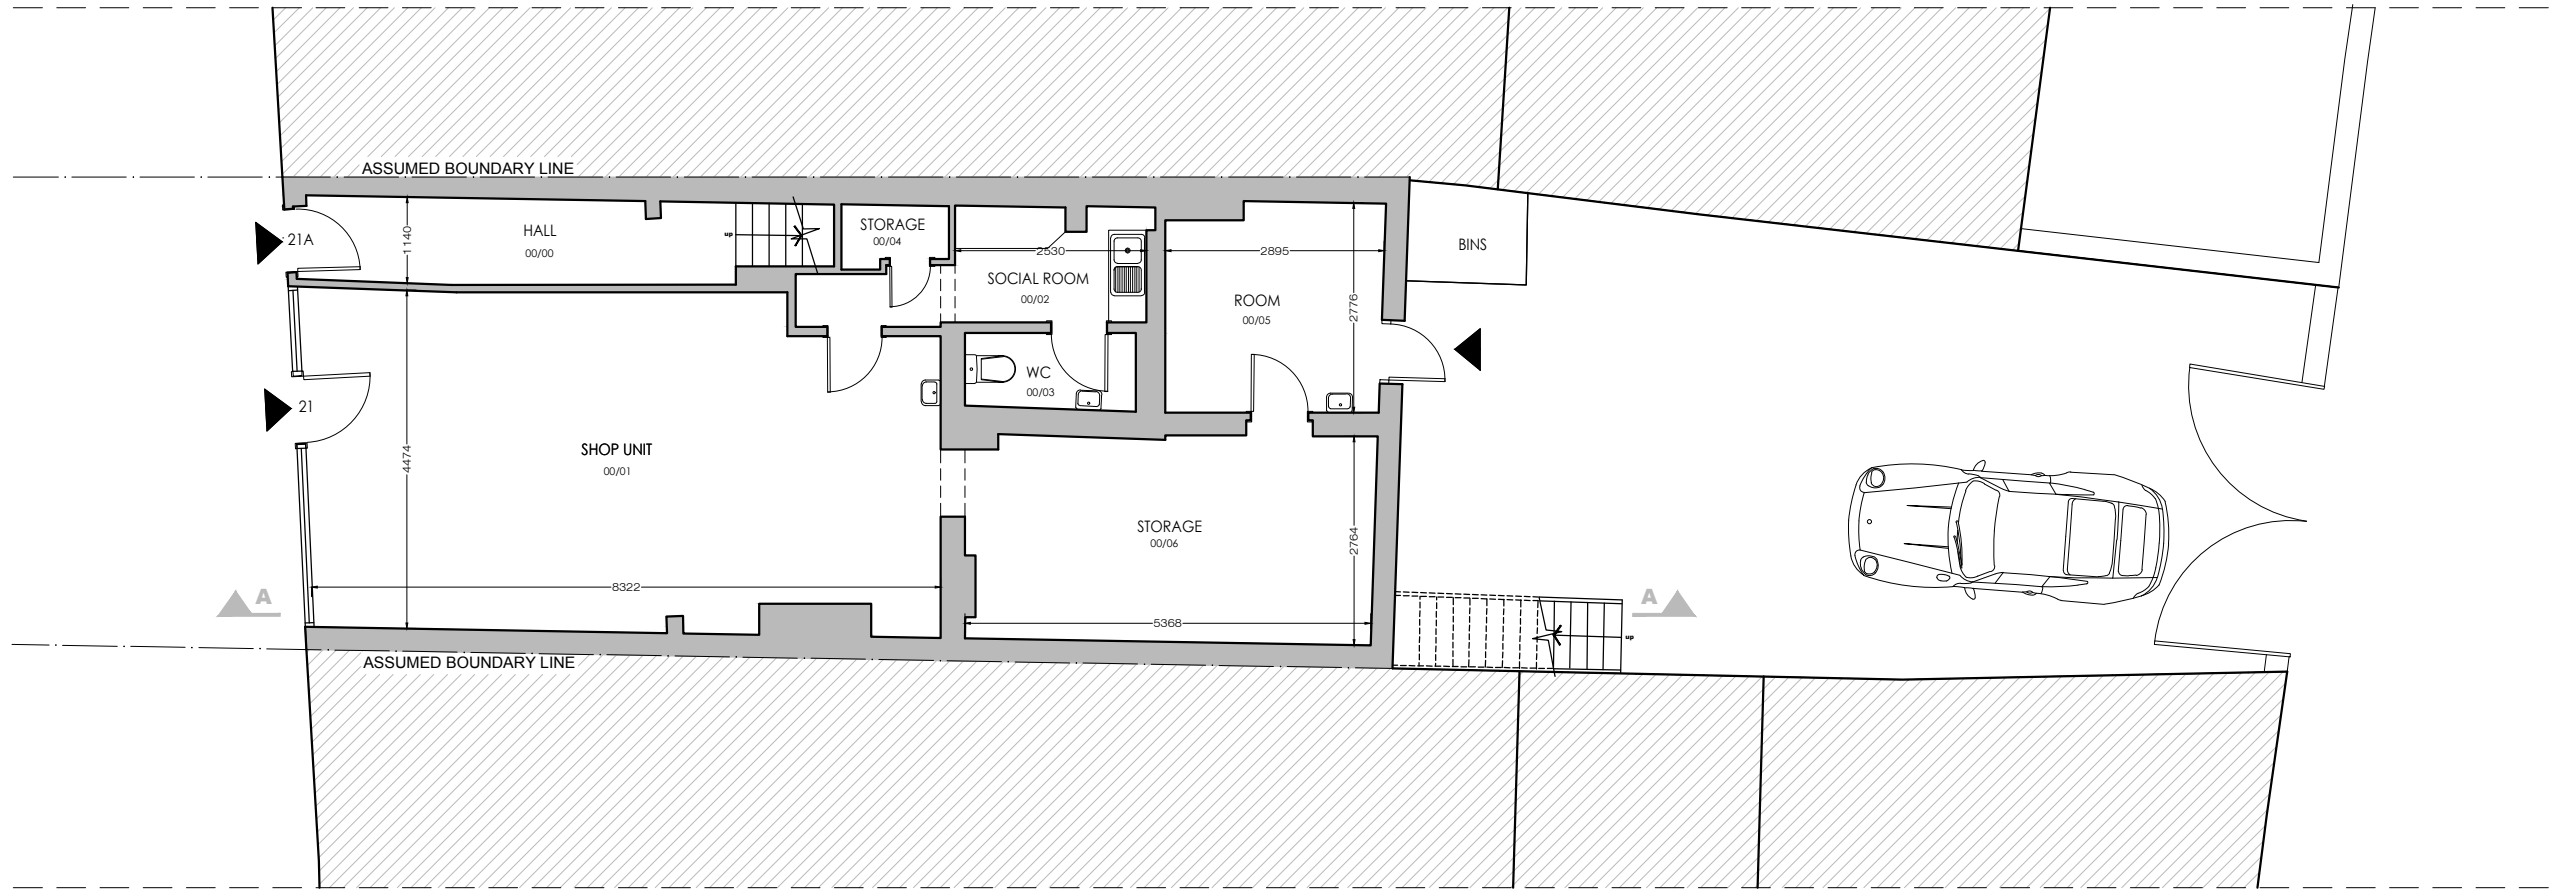 ASSUMED BOUNDARY LINE
21A
1140
HALL
00/00
up
STORAGE
00/04
2530
SOCIAL ROOM
00/02
2895
ROOM
00/05
2776
BINS
21
WC
00/03
4474
SHOP UNIT
00/01
STORAGE
00/06
2764
8322
5368
A
A
up
ASSUMED BOUNDARY LINE